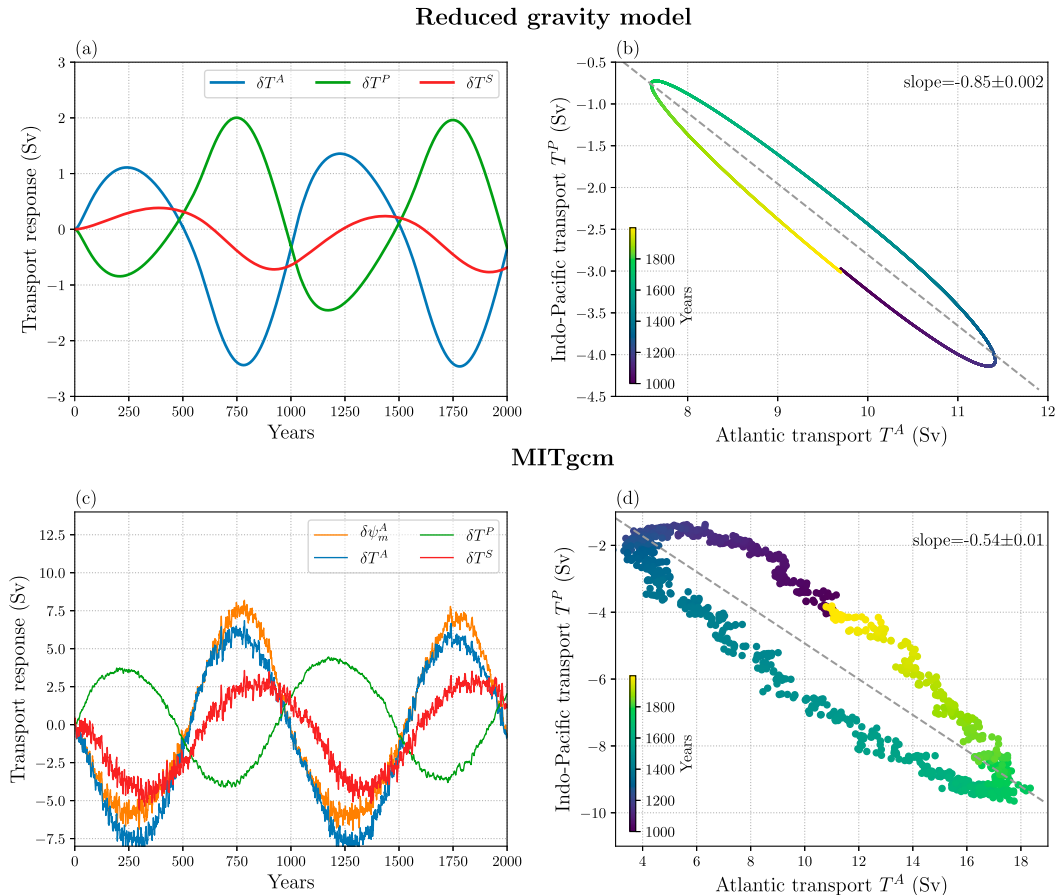 Reduced gravity model
(a)
3
2
1
0
−1
−2
−3
Transport response (Sv)
δT^A
δT^P
δT^S
0
250
500
750
1000
1250
1500
1750
2000
Years
(b)
−0.5
−1.0
−1.5
−2.0
−2.5
−3.0
−3.5
−4.0
−4.5
Indo-Pacific transport T^P (Sv)
slope=-0.85±0.002
1800
1600
1400
1200
1000
Years
8
9
10
11
12
Atlantic transport T^A (Sv)
MITgcm
(c)
12.5
10.0
7.5
5.0
2.5
0.0
−2.5
−5.0
−7.5
Transport response (Sv)
δψ_m^A
δT^P
δT^A
δT^S
0
250
500
750
1000
1250
1500
1750
2000
Years
(d)
−2
−4
−6
−8
−10
Indo-Pacific transport T^P (Sv)
slope=-0.54±0.01
1800
1600
1400
1200
1000
Years
4
6
8
10
12
14
16
18
Atlantic transport T^A (Sv)